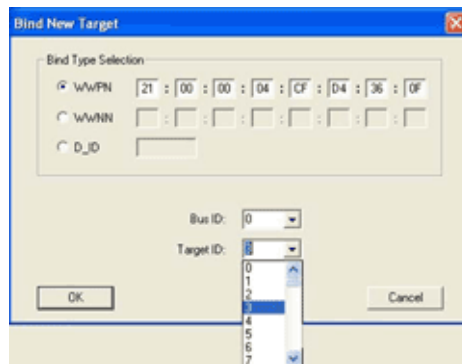 Bind New Target
Bind Type Selection
WWPN 21 : 00 : 00 : 04 : CF : D4 : 36 : 0F
WWNN : : : : : : :
D_ID
Bus ID: 0
Target ID:
0
1
2
3
4
5
6
7
OK Cancel